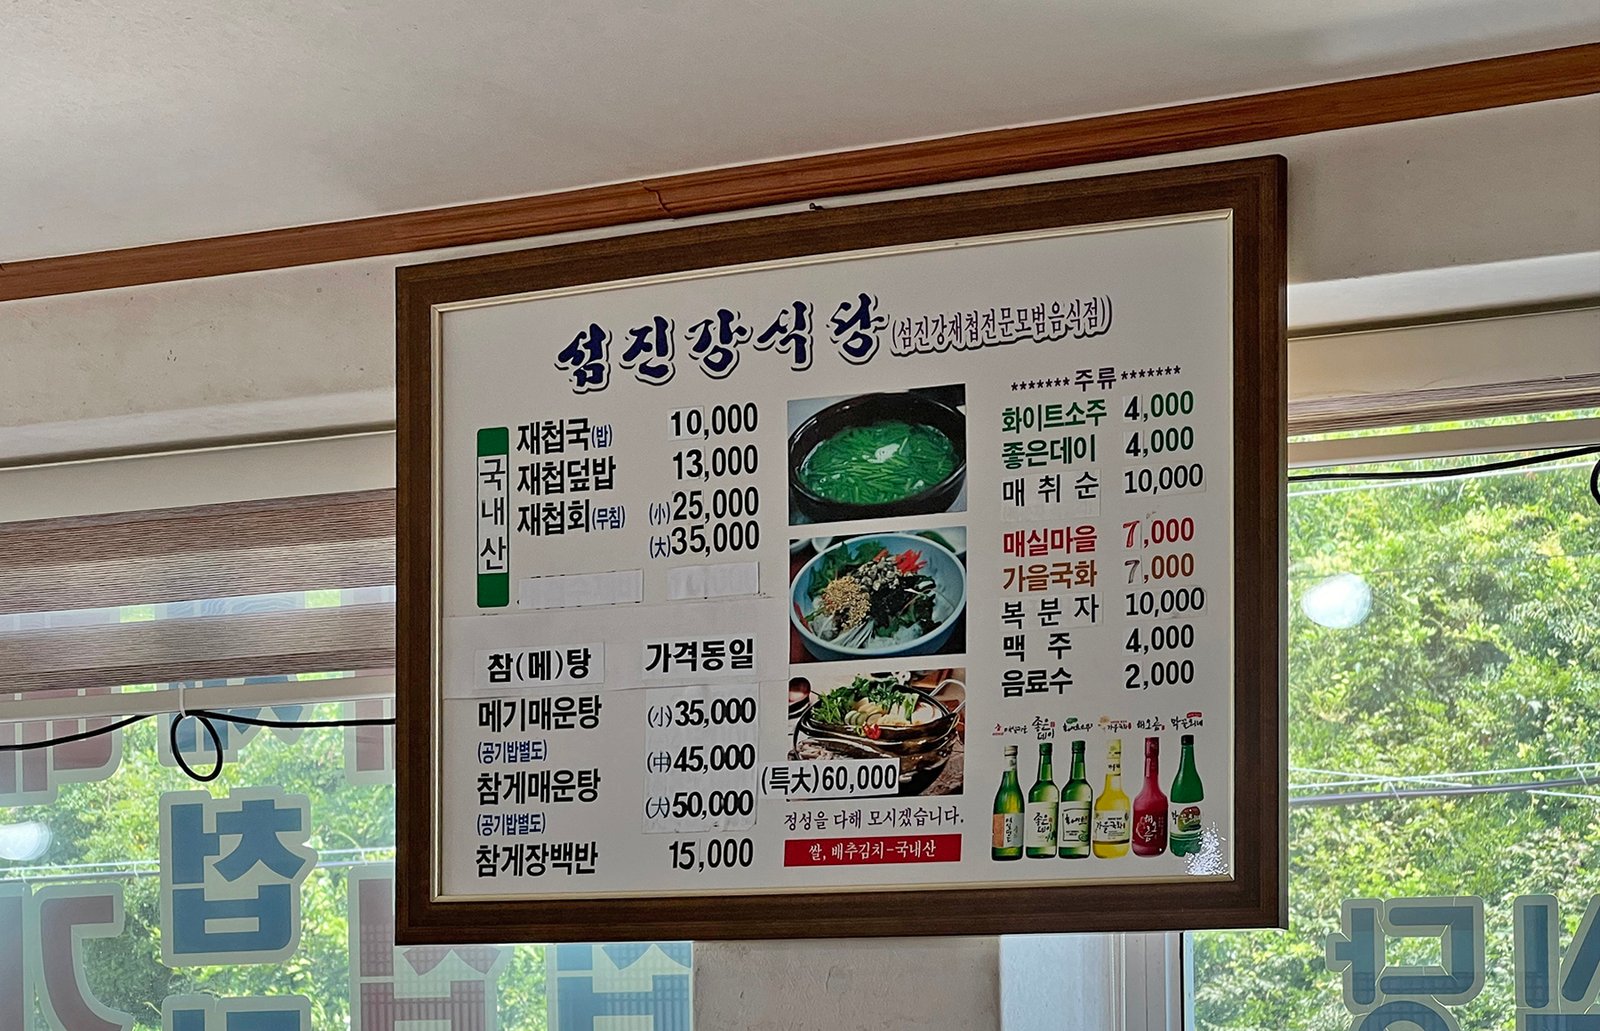 섬진강식당 (섬진강재첩전문모범음식점)
국내산
재첩국(밥) 10,000
재첩덮밥 13,000
재첩회(무침) (小) 25,000
(大) 35,000
참(메)탕 가격동일
메기매운탕 (小) 35,000
(공기밥별도)
(中) 45,000
참게매운탕
(공기밥별도)
(大) 50,000
(특大) 60,000
참게장백반 15,000
정성을 다해 모시겠습니다.
쌀, 배추김치-국내산
******* 주류 *******
화이트소주 4,000
좋은데이 4,000
매취순 10,000
매실마을 7,000
가을국화 7,000
복분자 10,000
맥주 4,000
음료수 2,000
좋은데이
첩
식당